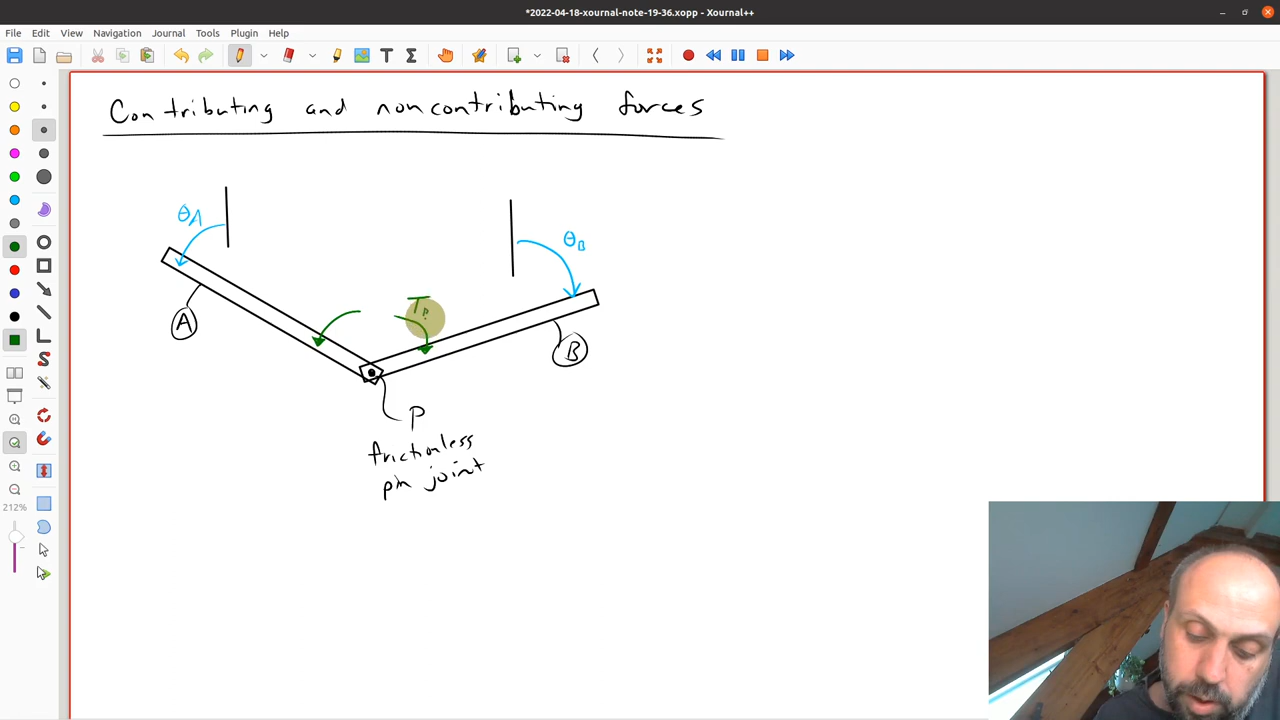 *2022-04-18-xournal-note-19-36.xopp - Xournal++
File Edit View Navigation Journal Tools Plugin Help
Contributing and noncontributing forces
θA
θB
TP
A
B
P
frictionless
pin joint
212%